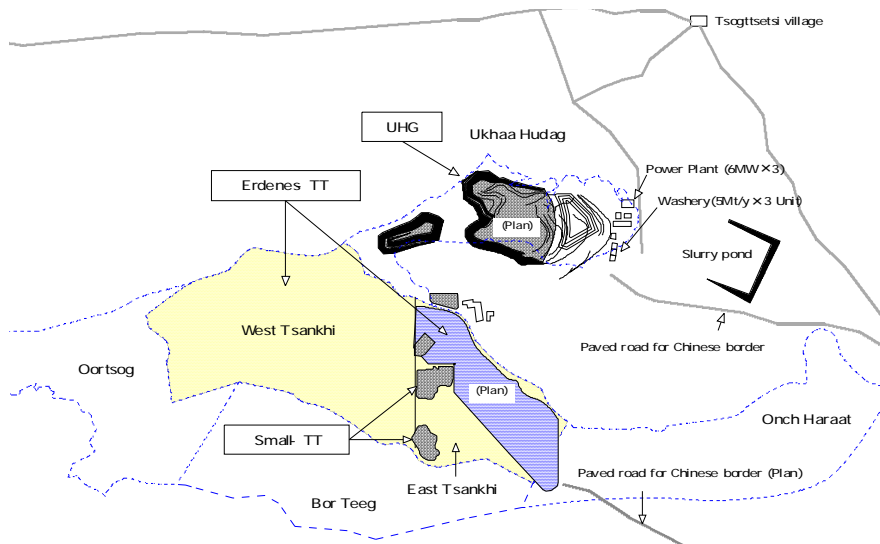 Tsogttsetsi village
UHG
Ukhaa Hudag
Erdenes TT
Power Plant (6MW×3)
Washery(5Mt/y×3 Unit)
(Plan)
Slurry pond
West Tsankhi
Paved road for Chinese border
Oortsog
(Plan)
Onch Haraat
Small- TT
Paved road for Chinese border (Plan)
East Tsankhi
Bor Teeg